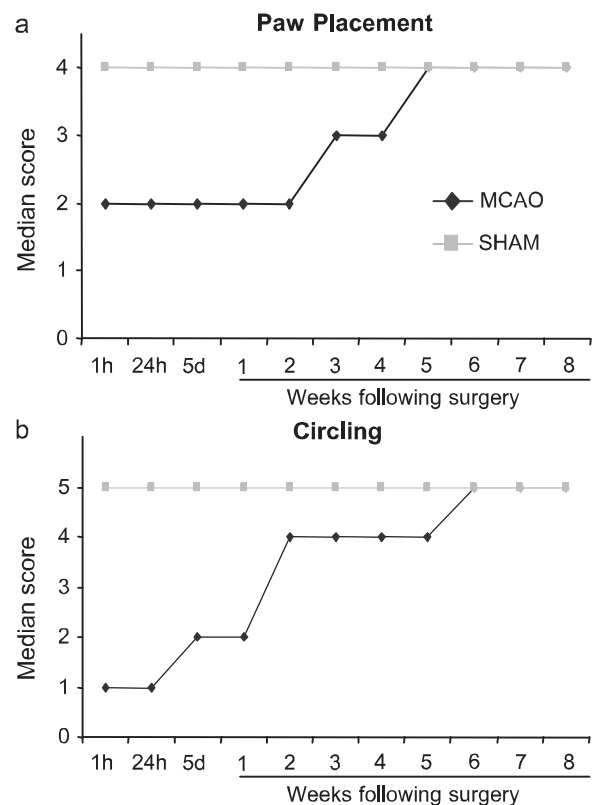 a
Paw Placement
4
3
2
1
0
Median score
MCAO
SHAM
1h 24h 5d 1 2 3 4 5 6 7 8
Weeks following surgery
b
Circling
5
4
3
2
1
0
Median score
1h 24h 5d 1 2 3 4 5 6 7 8
Weeks following surgery